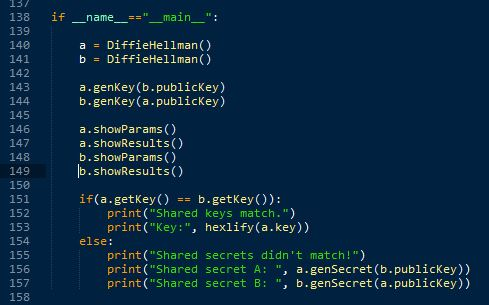 137
138 if __name__=="__main__":
139
140     a = DiffieHellman()
141     b = DiffieHellman()
142
143     a.genKey(b.publicKey)
144     b.genKey(a.publicKey)
145
146     a.showParams()
147     a.showResults()
148     b.showParams()
149     b.showResults()
150
151     if(a.getKey() == b.getKey()):
152         print("Shared keys match.")
153         print("Key:", hexlify(a.key))
154     else:
155         print("Shared secrets didn't match!")
156         print("Shared secret A: ", a.genSecret(b.publicKey))
157         print("Shared secret B: ", b.genSecret(a.publicKey))
158